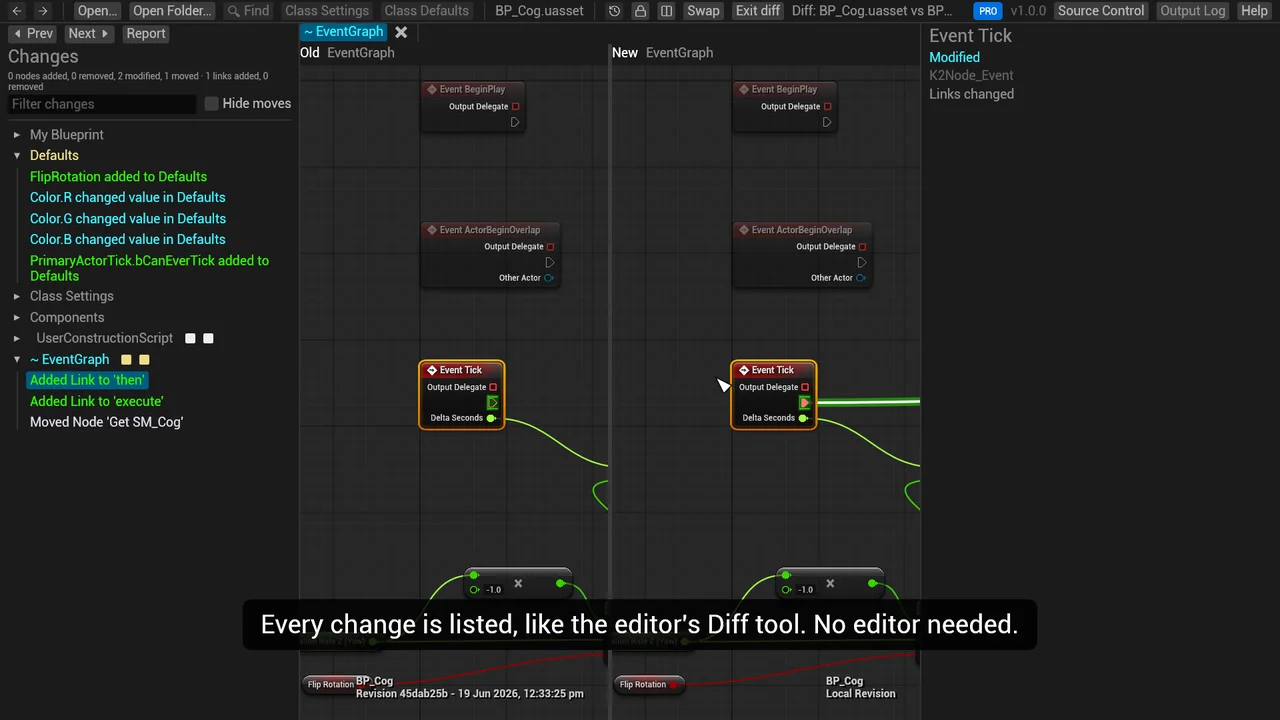 Open... Open Folder... Find Class Settings Class Defaults BP_Cog.uasset Swap Exit diff Diff: BP_Cog.uasset vs BP... PRO v1.0.0 Source Control Output Log Help
Prev Next Report
Changes
0 nodes added, 0 removed, 2 modified, 1 moved · 1 links added, 0
removed
Filter changes Hide moves
My Blueprint
Defaults
FlipRotation added to Defaults
Color.R changed value in Defaults
Color.G changed value in Defaults
Color.B changed value in Defaults
PrimaryActorTick.bCanEverTick added to
Defaults
Class Settings
Components
UserConstructionScript
~ EventGraph
Added Link to 'then'
Added Link to 'execute'
Moved Node 'Get SM_Cog'
~ EventGraph
Old EventGraph
Event BeginPlay
Output Delegate
Event ActorBeginOverlap
Output Delegate
Other Actor
Event Tick
Output Delegate
Delta Seconds
-1.0
Flip Rotation
BP_Cog
Revision 45dab25b - 19 Jun 2026, 12:33:25 pm
New EventGraph
Event BeginPlay
Output Delegate
Event ActorBeginOverlap
Output Delegate
Other Actor
Event Tick
Output Delegate
Delta Seconds
-1.0
Flip Rotation
BP_Cog
Local Revision
Event Tick
Modified
K2Node_Event
Links changed
Every change is listed, like the editor's Diff tool. No editor needed.